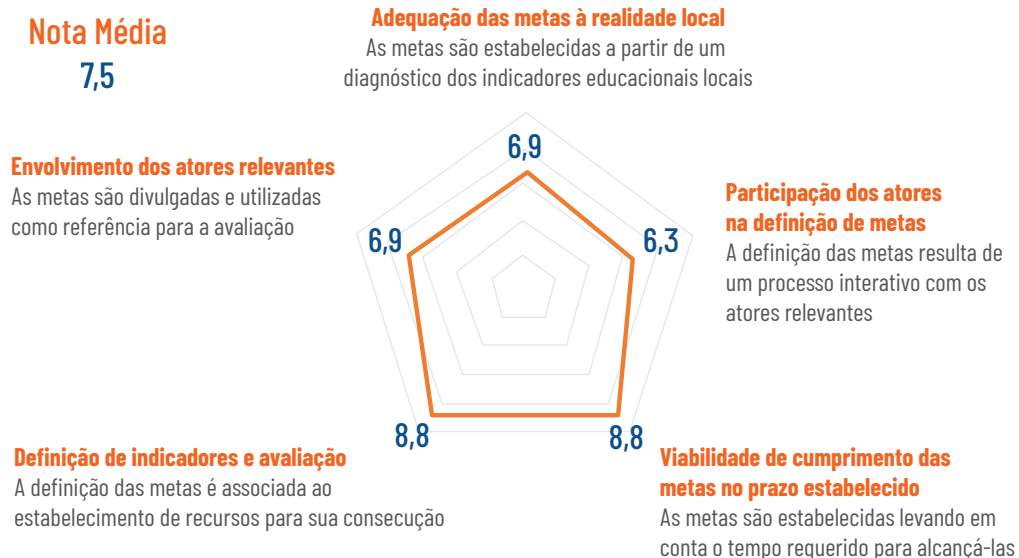 Nota Média
7,5
Adequação das metas à realidade local
As metas são estabelecidas a partir de um
diagnóstico dos indicadores educacionais locais
6,9
Envolvimento dos atores relevantes
As metas são divulgadas e utilizadas
como referência para a avaliação
6,9
6,3
Participação dos atores
na definição de metas
A definição das metas resulta de
um processo interativo com os
atores relevantes
8,8
8,8
Definição de indicadores e avaliação
A definição das metas é associada ao
estabelecimento de recursos para sua consecução
Viabilidade de cumprimento das
metas no prazo estabelecido
As metas são estabelecidas levando em
conta o tempo requerido para alcançá-las